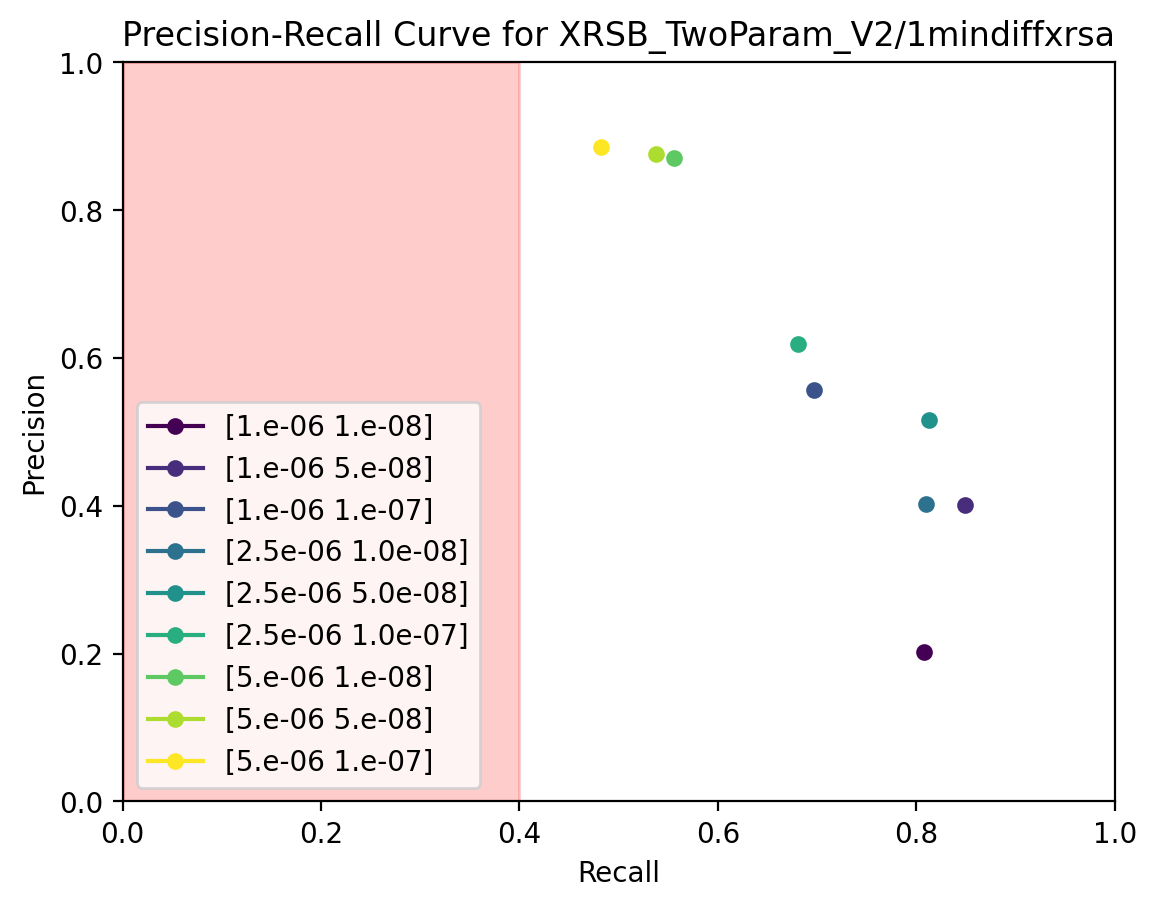 Precision-Recall Curve for XRSB_TwoParam_V2/1mindiffxrsa
1.0
0.8
0.6
0.4
0.2
0.0
Precision
[1.e-06 1.e-08]
[1.e-06 5.e-08]
[1.e-06 1.e-07]
[2.5e-06 1.0e-08]
[2.5e-06 5.0e-08]
[2.5e-06 1.0e-07]
[5.e-06 1.e-08]
[5.e-06 5.e-08]
[5.e-06 1.e-07]
0.0 0.2 0.4 0.6 0.8 1.0
Recall